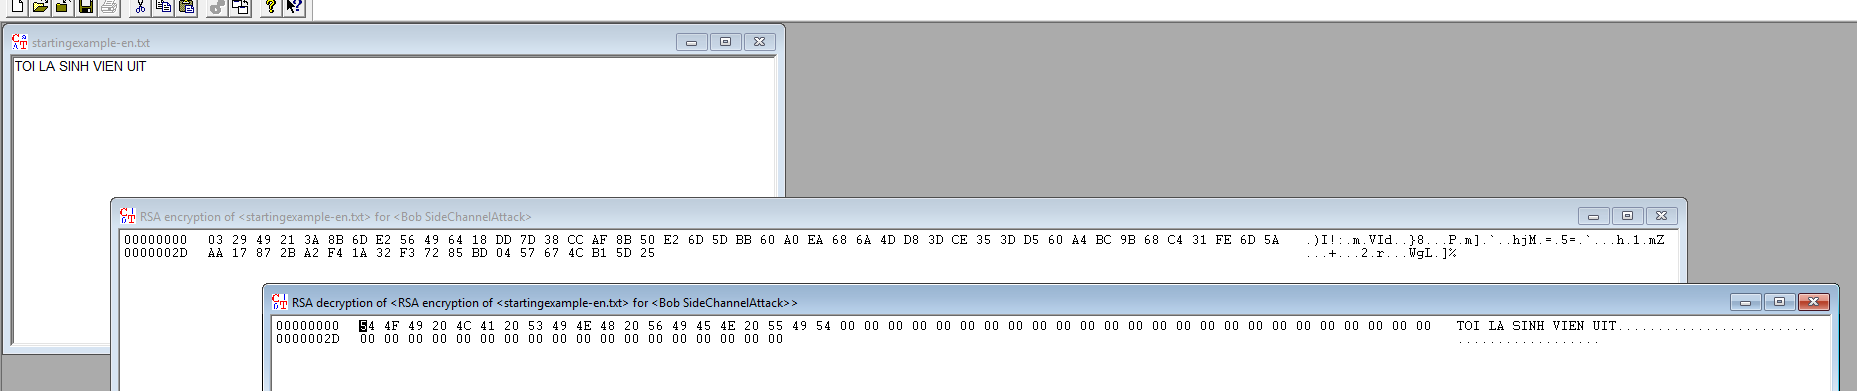 startingexample-en.txt
TOI LA SINH VIEN UIT
RSA encryption of <startingexample-en.txt> for <Bob SideChannelAttack>
00000000 03 29 49 21 3A 8B 6D E2 56 49 64 18 DD 7D 38 CC AF 8B 50 E2 6D 5D BB 60 A0 EA 68 6A 4D D8 3D CE 35 3D D5 60 A4 BC 9B 68 C4 31 FE 6D 5A .)I!:.m.VId..}8...P.m].`..hjM.=.5=.`...h.1.mZ
0000002D AA 17 87 2B A2 F4 1A 32 F3 72 85 BD 04 57 67 4C B1 5D 25 ...+...2.r...WgL.]%
RSA decryption of <RSA encryption of <startingexample-en.txt> for <Bob SideChannelAttack>>
00000000 54 4F 49 20 4C 41 20 53 49 4E 48 20 56 49 45 4E 20 55 49 54 00 00 00 00 00 00 00 00 00 00 00 00 00 00 00 00 00 00 00 00 00 00 00 00 00 TOI LA SINH VIEN UIT.........................
0000002D 00 00 00 00 00 00 00 00 00 00 00 00 00 00 00 00 00 00 ..................